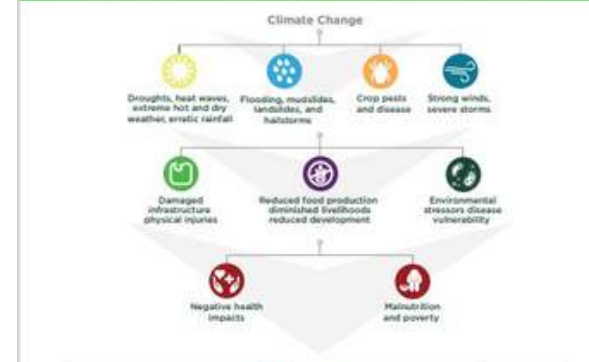 Climate Change
Droughts, heat waves,
extreme hot and dry
weather, erratic rainfall
Flooding, mudslides,
landslides, and
hailstorms
Crop pests
and disease
Strong winds,
severe storms
Damaged
infrastructure
physical injuries
Reduced food production
diminished livelihoods
reduced development
Environmental
stressors disease
vulnerability
Negative health
impacts
Malnutrition
and poverty